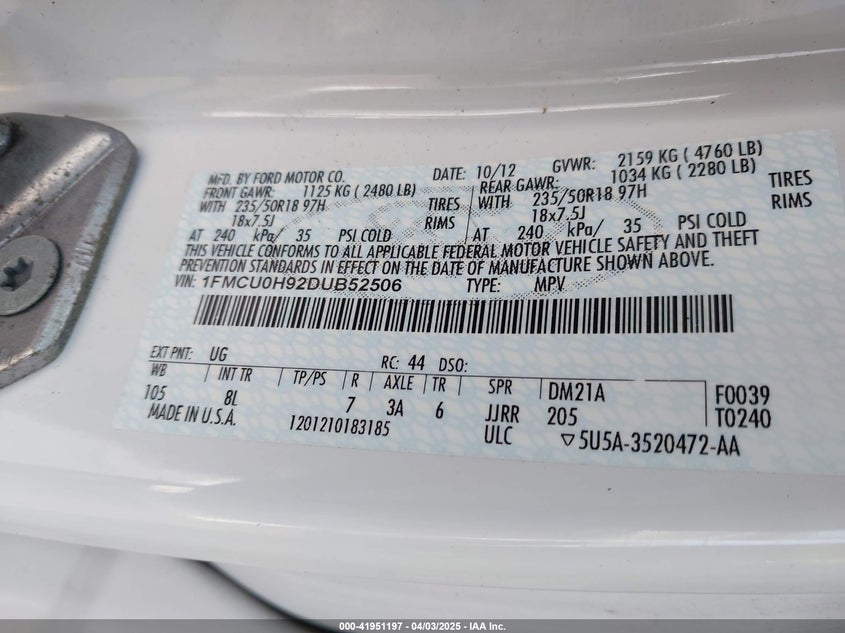 MFD. BY FORD MOTOR CO. DATE: 10/12 GVWR: 2159 KG ( 4760 LB)
FRONT GAWR: 1125 KG ( 2480 LB) REAR GAWR: 1034 KG ( 2280 LB)
WITH 235/50R18 97H TIRES WITH 235/50R18 97H TIRES
18x7.5J RIMS 18x7.5J RIMS
AT 240 kPa/ 35 PSI COLD AT 240 kPa/ 35 PSI COLD
THIS VEHICLE CONFORMS TO ALL APPLICABLE FEDERAL MOTOR VEHICLE SAFETY AND THEFT
PREVENTION STANDARDS IN EFFECT ON THE DATE OF MANUFACTURE SHOWN ABOVE.
VIN: 1FMCU0H92DUB52506 TYPE: MPV
EXT PNT: UG RC: 44 DSO:
WB INT TR TP/PS R AXLE TR SPR DM21A F0039
105 8L 7 3A 6 JJRR 205 T0240
MADE IN U.S.A. 1201210183185 ULC ▽5U5A-3520472-AA
000-41951197 - 04/03/2025 - IAA Inc.